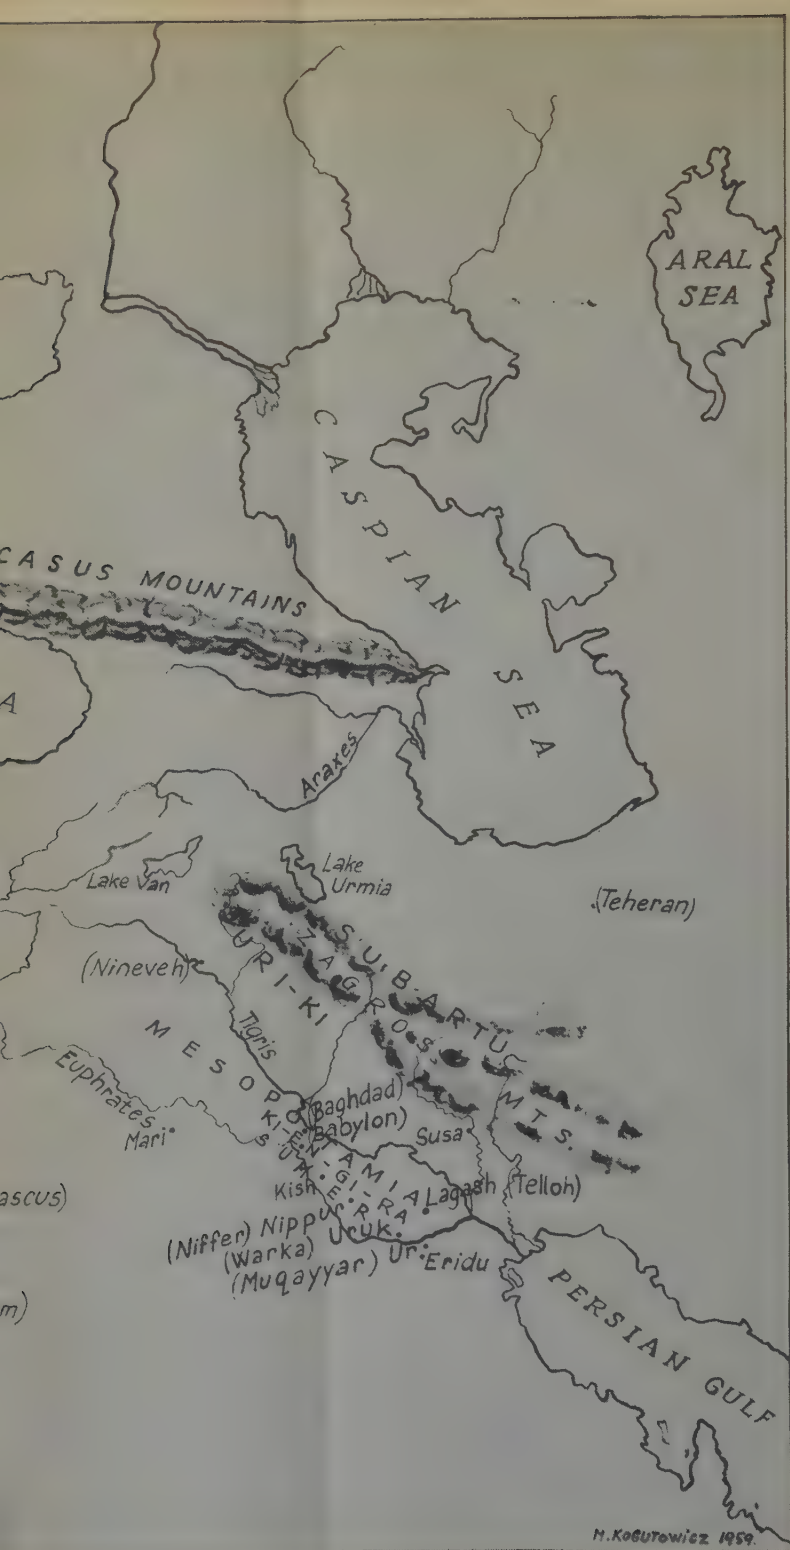 ARAL
SEA
CASPIAN SEA
CASUS MOUNTAINS
A
Araxes
Lake Van
Lake
Urmia
(Teheran)
SUBARTU
ZAGROS MTS.
URI-KI
(Nineveh)
Tigris
MESOPOTAMIA
Euphrates
Mari
(Baghdad)
(Babylon)
KI-EN-GI-RA
SUMER
Susa
Kish
Lagash (Telloh)
ascus)
(Niffer) Nippur
(Warka) Uruk
(Muqayyar) Ur
Eridu
m)
PERSIAN GULF
M. KOGUTOWICZ 1959.